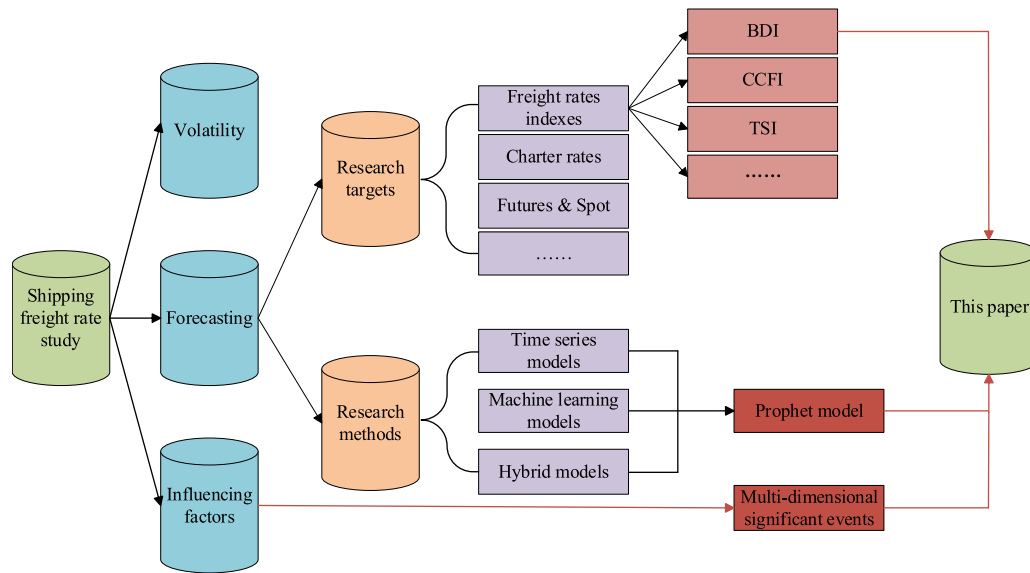 Shipping
freight rate
study
Volatility
Forecasting
Influencing
factors
Research
targets
Research
methods
Freight rates
indexes
Charter rates
Futures & Spot
……
Time series
models
Machine learning
models
Hybrid models
BDI
CCFI
TSI
……
Prophet model
Multi-dimensional
significant events
This paper